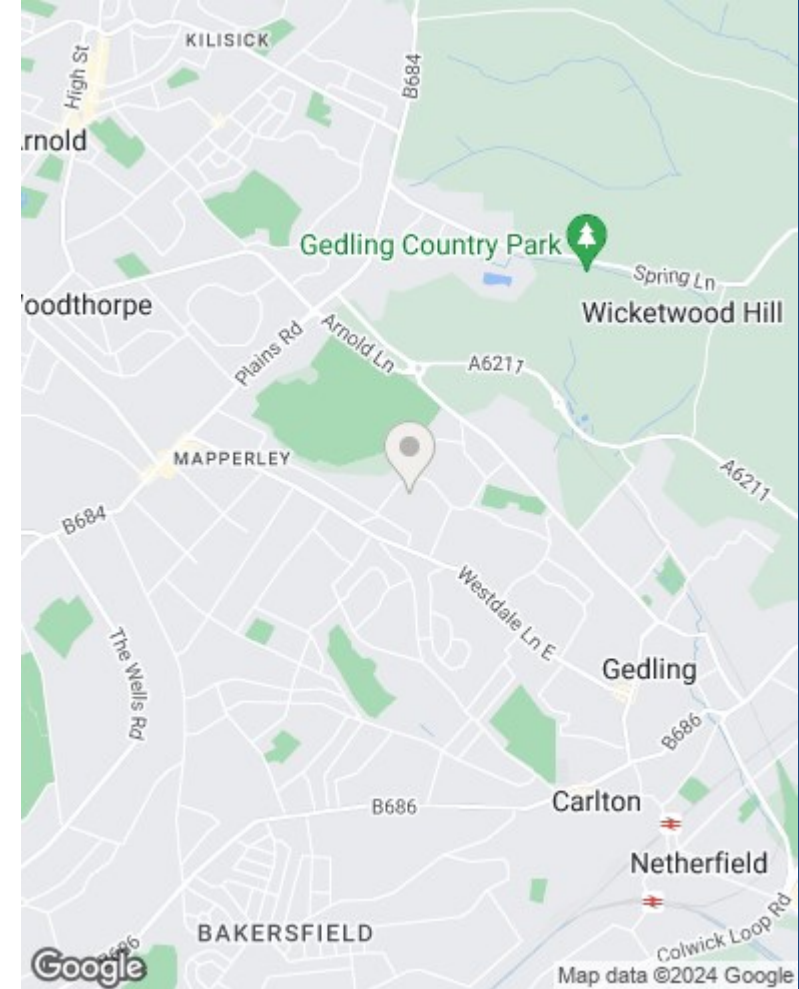 KILISICK
High St
B684
rnold
Gedling Country Park
Spring Ln
oodthorpe
Wicketwood Hill
Arnold Ln
Plains Rd
A6211
MAPPERLEY
A6211
B684
Westdale Ln E
The Wells Rd
Gedling
B686
Carlton
B686
Netherfield
BAKERSFIELD
Colwick Loop Rd
B686
Google
Map data ©2024 Google